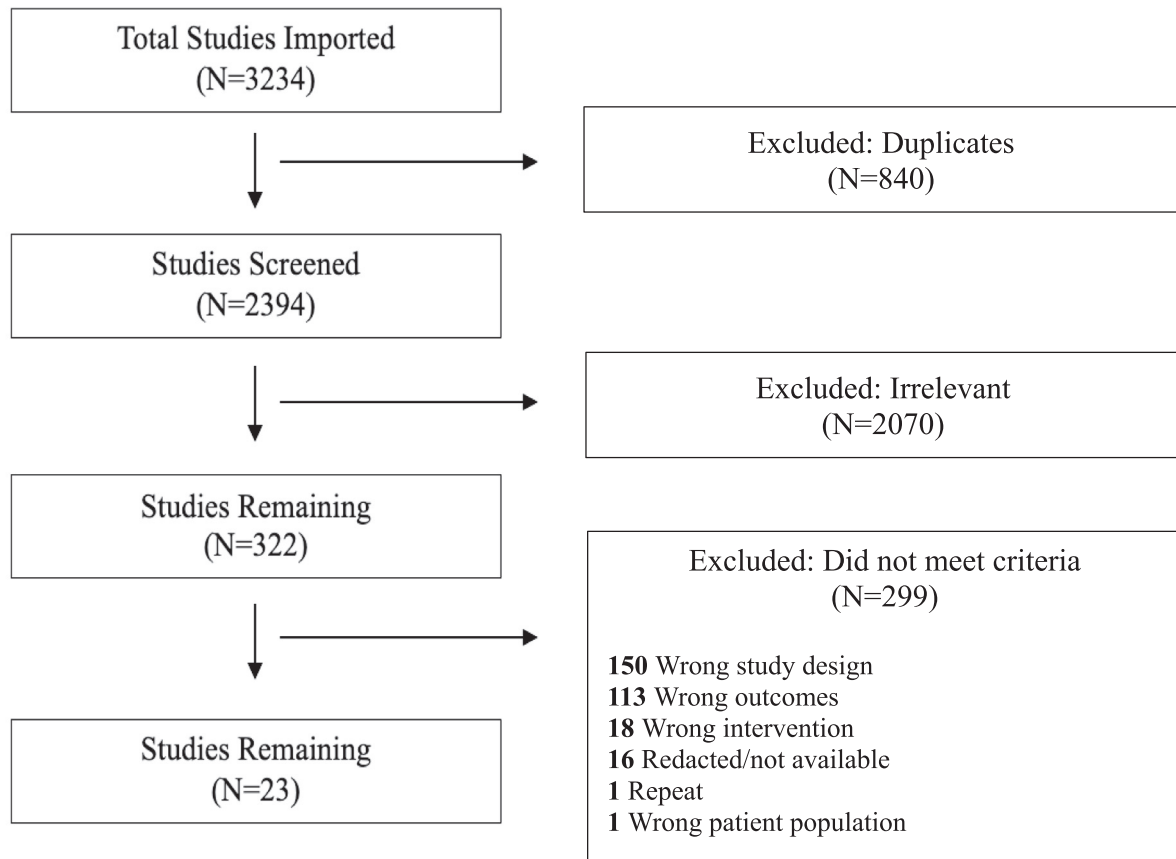 Total Studies Imported
(N=3234)
Excluded: Duplicates
(N=840)
Studies Screened
(N=2394)
Excluded: Irrelevant
(N=2070)
Studies Remaining
(N=322)
Excluded: Did not meet criteria
(N=299)
150 Wrong study design
113 Wrong outcomes
18 Wrong intervention
16 Redacted/not available
1 Repeat
1 Wrong patient population
Studies Remaining
(N=23)